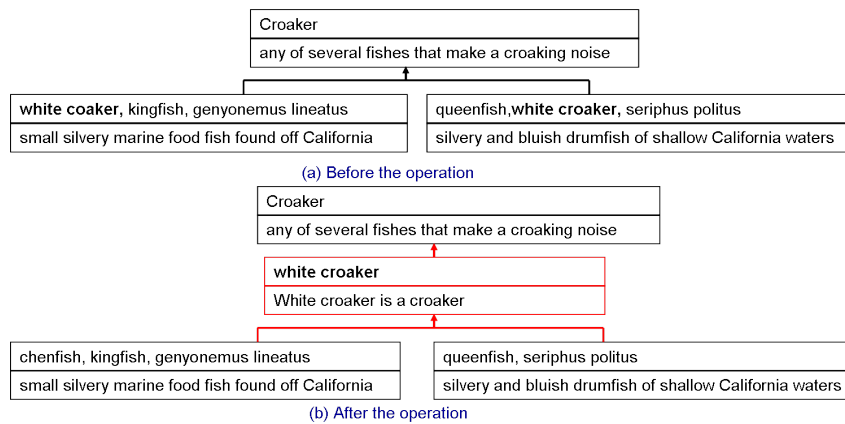 Croaker
any of several fishes that make a croaking noise
white coaker, kingfish, genyonemus lineatus
small silvery marine food fish found off California
queenfish,white croaker, seriphus politus
silvery and bluish drumfish of shallow California waters
(a) Before the operation
Croaker
any of several fishes that make a croaking noise
white croaker
White croaker is a croaker
chenfish, kingfish, genyonemus lineatus
small silvery marine food fish found off California
queenfish, seriphus politus
silvery and bluish drumfish of shallow California waters
(b) After the operation